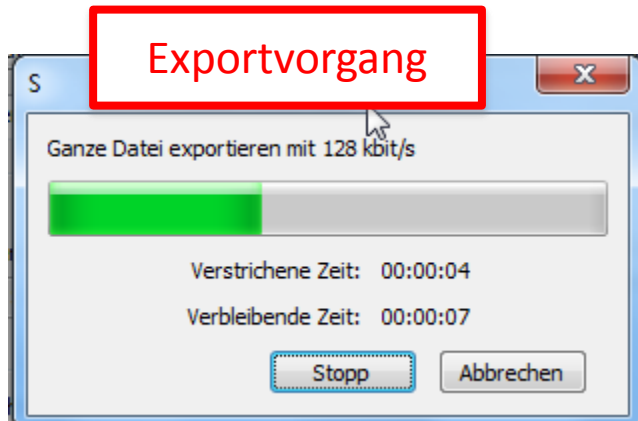 Exportvorgang
S
Ganze Datei exportieren mit 128 kbit/s
Verstrichene Zeit: 00:00:04
Verbleibende Zeit: 00:00:07
Stopp Abbrechen